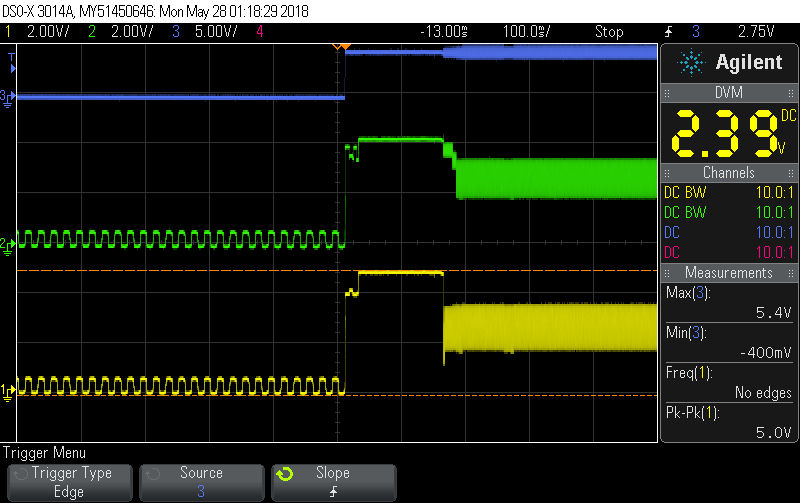 DSO-X 3014A, MY51450646: Mon May 28 01:18:29 2018
1 2.00V/ 2 2.00V/ 3 5.00V/ 4 -13.00ms 100.0ms/ Stop 3 2.75V
Agilent
DVM
2.39 DC V
Channels
DC BW 10.0:1
DC BW 10.0:1
DC 10.0:1
DC 10.0:1
Measurements
Max(3):
5.4V
Min(3):
-400mV
Freq(1):
No edges
Pk-Pk(1):
5.0V
T
3
2
1
Trigger Menu
Trigger Type
Edge
Source
3
Slope